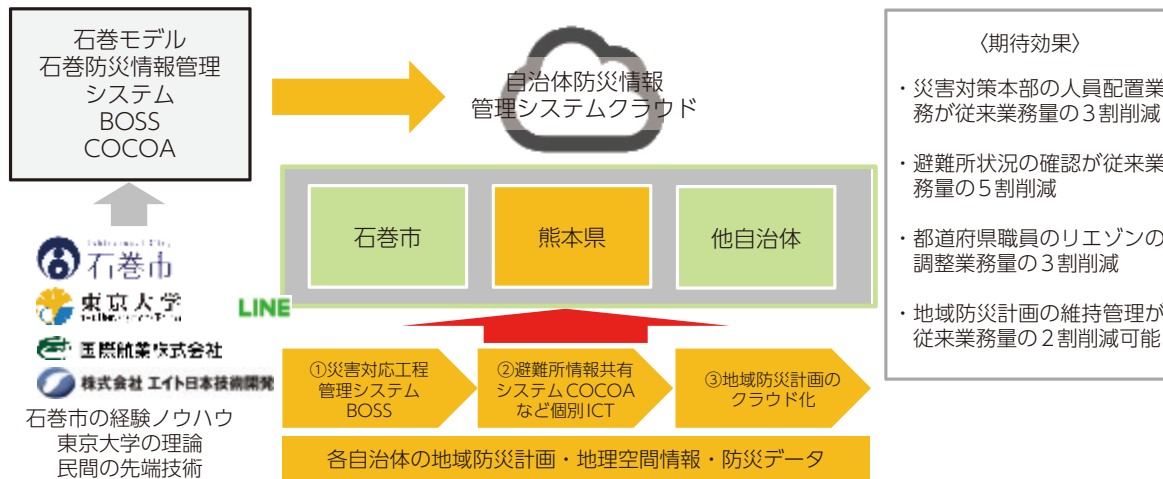 石巻モデル
石巻防災情報管理
システム
BOSS
COCOA
自治体防災情報
管理システムクラウド
石巻市
熊本県
他自治体
石巻市
東京大学
LINE
国際航業株式会社
株式会社 エイト日本技術開発
石巻市の経験ノウハウ
東京大学の理論
民間の先端技術
①災害対応工程
管理システム
BOSS
②避難所情報共有
システム COCOA
など個別ICT
③地域防災計画の
クラウド化
各自治体の地域防災計画・地理空間情報・防災データ
〈期待効果〉
・災害対策本部の人員配置業
務が従来業務量の3割削減
・避難所状況の確認が従来業
務量の5割削減
・都道府県職員のリエゾンの
調整業務量の3割削減
・地域防災計画の維持管理が
従来業務量の2割削減可能